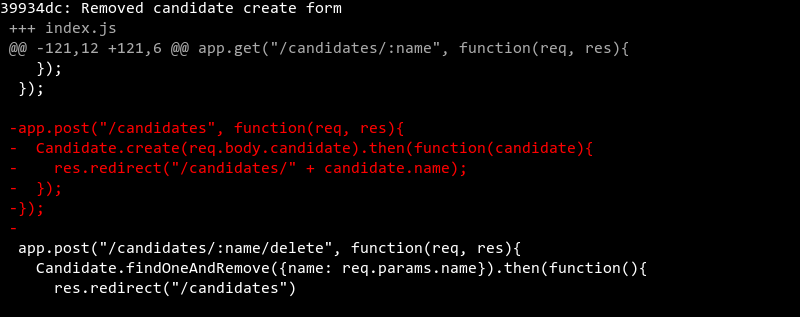 39934dc: Removed candidate create form
+++ index.js
@@ -121,12 +121,6 @@ app.get("/candidates/:name", function(req, res){
    });
  });
-app.post("/candidates", function(req, res){
-  Candidate.create(req.body.candidate).then(function(candidate){
-    res.redirect("/candidates/" + candidate.name);
-  });
-});
-
 app.post("/candidates/:name/delete", function(req, res){
   Candidate.findOneAndRemove({name: req.params.name}).then(function(){
     res.redirect("/candidates")